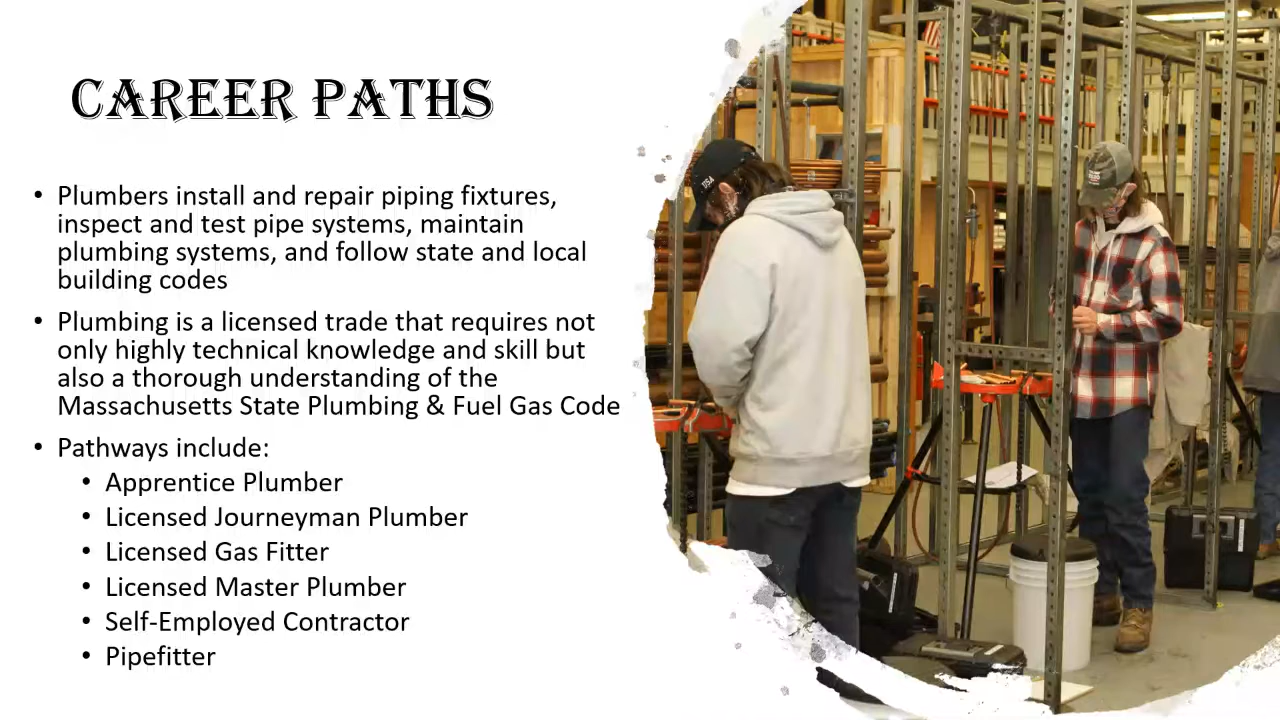 CAREER PATHS
• Plumbers install and repair piping fixtures,
inspect and test pipe systems, maintain
plumbing systems, and follow state and local
building codes
• Plumbing is a licensed trade that requires not
only highly technical knowledge and skill but
also a thorough understanding of the
Massachusetts State Plumbing & Fuel Gas Code
• Pathways include:
• Apprentice Plumber
• Licensed Journeyman Plumber
• Licensed Gas Fitter
• Licensed Master Plumber
• Self-Employed Contractor
• Pipefitter
USA